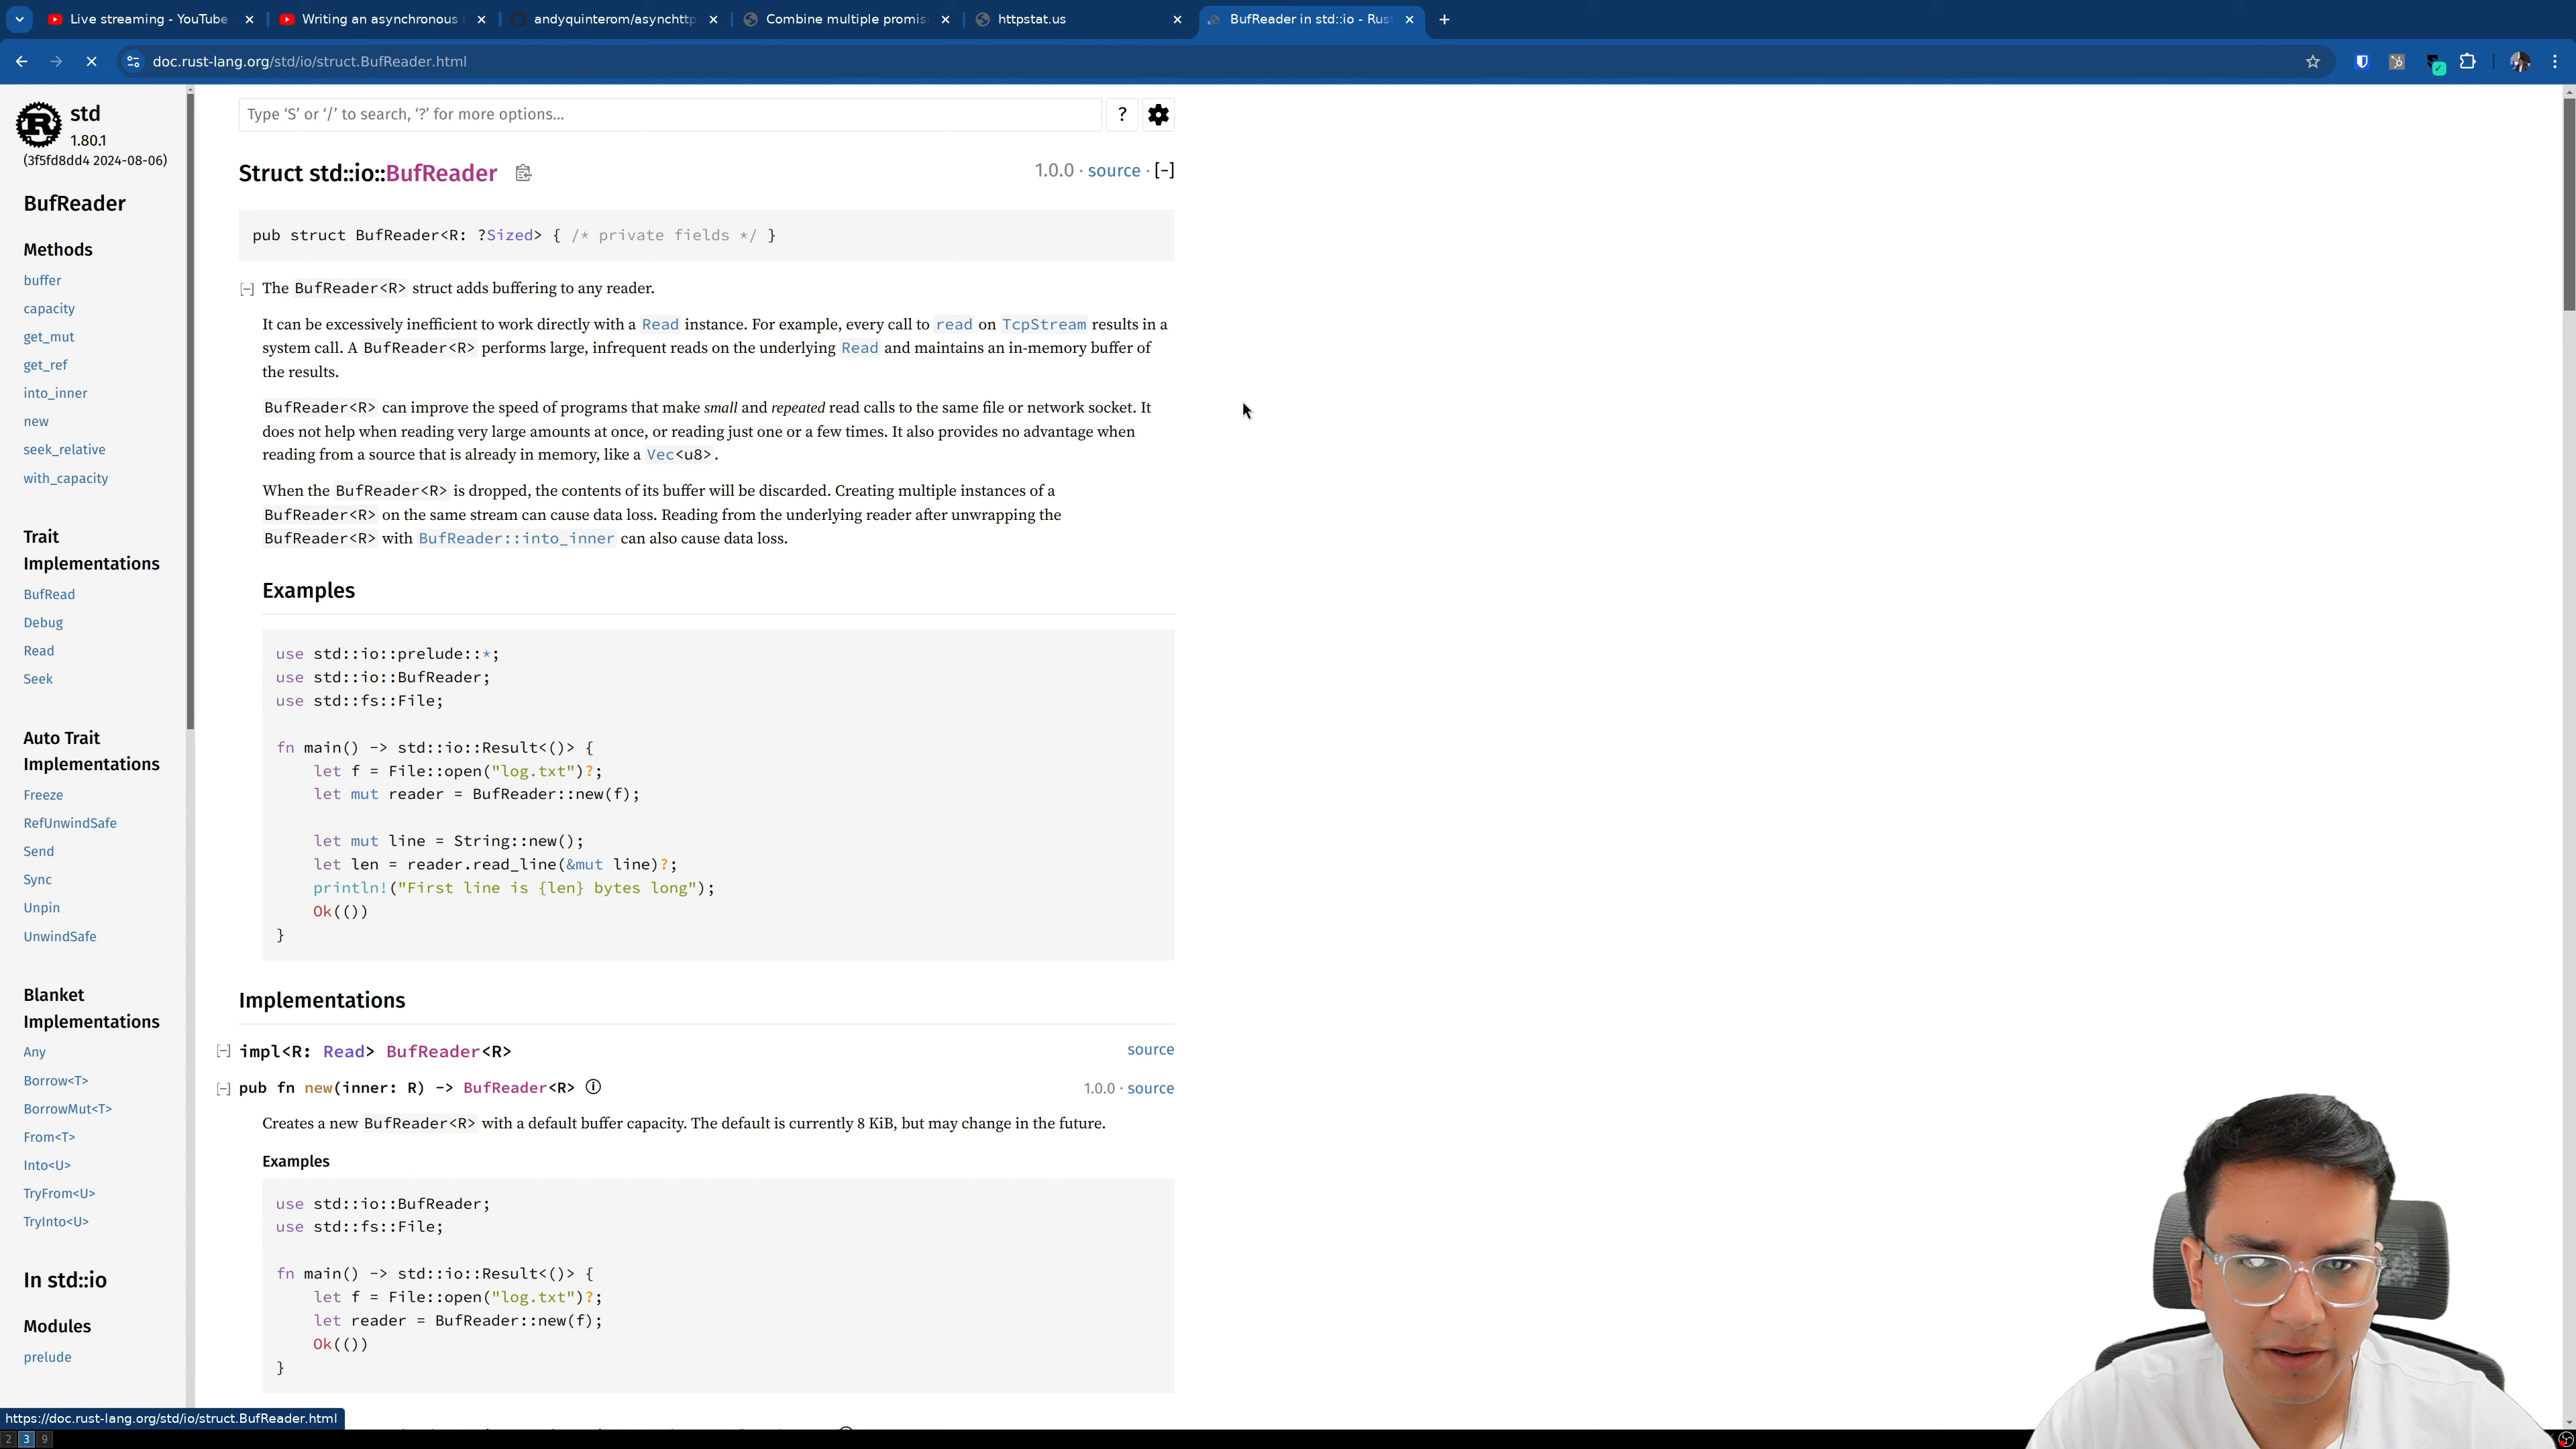 Live streaming - YouTube
Writing an asynchronous
andyquinterom/asynchttp
Combine multiple promis
httpstat.us
BufReader in std::io - Rus
doc.rust-lang.org/std/io/struct.BufReader.html
std
1.80.1
(3f5fd8dd4 2024-08-06)
BufReader
Methods
buffer
capacity
get_mut
get_ref
into_inner
new
seek_relative
with_capacity
Trait
Implementations
BufRead
Debug
Read
Seek
Auto Trait
Implementations
Freeze
RefUnwindSafe
Send
Sync
Unpin
UnwindSafe
Blanket
Implementations
Any
Borrow<T>
BorrowMut<T>
From<T>
Into<U>
TryFrom<U>
TryInto<U>
In std::io
Modules
prelude
Type ‘S’ or ‘/’ to search, ‘?’ for more options…
?
Struct std::io::BufReader
1.0.0 · source · [-]
pub struct BufReader<R: ?Sized> { /* private fields */ }
[-] The BufReader<R> struct adds buffering to any reader.
It can be excessively inefficient to work directly with a Read instance. For example, every call to read on TcpStream results in a
system call. A BufReader<R> performs large, infrequent reads on the underlying Read and maintains an in-memory buffer of
the results.
BufReader<R> can improve the speed of programs that make small and repeated read calls to the same file or network socket. It
does not help when reading very large amounts at once, or reading just one or a few times. It also provides no advantage when
reading from a source that is already in memory, like a Vec<u8>.
When the BufReader<R> is dropped, the contents of its buffer will be discarded. Creating multiple instances of a
BufReader<R> on the same stream can cause data loss. Reading from the underlying reader after unwrapping the
BufReader<R> with BufReader::into_inner can also cause data loss.
Examples
use std::io::prelude::*;
use std::io::BufReader;
use std::fs::File;
fn main() -> std::io::Result<()> {
    let f = File::open("log.txt")?;
    let mut reader = BufReader::new(f);
    let mut line = String::new();
    let len = reader.read_line(&mut line)?;
    println!("First line is {len} bytes long");
    Ok(())
}
Implementations
[-] impl<R: Read> BufReader<R>
source
[-] pub fn new(inner: R) -> BufReader<R> ⓘ
1.0.0 · source
Creates a new BufReader<R> with a default buffer capacity. The default is currently 8 KiB, but may change in the future.
Examples
use std::io::BufReader;
use std::fs::File;
fn main() -> std::io::Result<()> {
    let f = File::open("log.txt")?;
    let reader = BufReader::new(f);
    Ok(())
}
https://doc.rust-lang.org/std/io/struct.BufReader.html
2 3 9